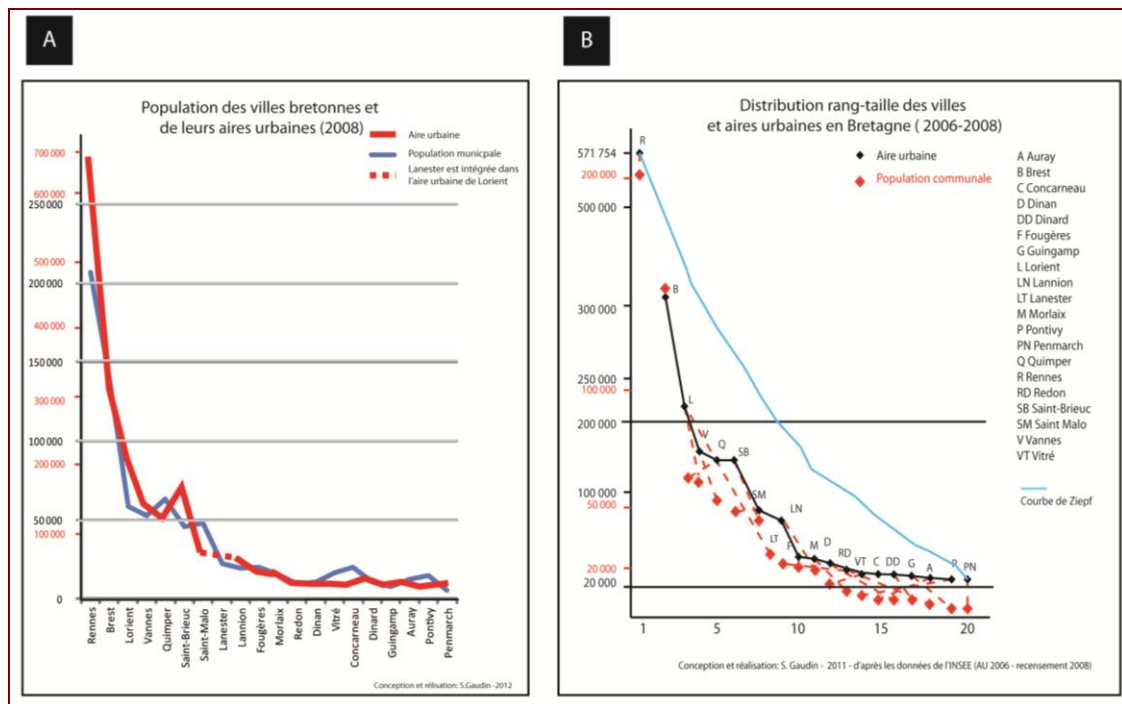 A
Population des villes bretonnes et
de leurs aires urbaines (2008)
Aire urbaine
Population municpale
Lanester est intégrée dans
l'aire urbaine de Lorient
700 000
600 000
250 000
500 000
200 000
400 000
150 000
300 000
100 000
200 000
50 000
100 000
0
Rennes
Brest
Lorient
Vannes
Quimper
Saint-Brieuc
Saint-Malo
Lanester
Lannion
Fougères
Morlaix
Redon
Dinan
Vitré
Concarneau
Dinard
Guingamp
Auray
Pontivy
Penmarch
Conception et rélisation: S.Gaudin -2012
B
Distribution rang-taille des villes
et aires urbaines en Bretagne ( 2006-2008)
Aire urbaine
Population communale
571 754
200 000
500 000
300 000
250 000
100 000
200 000
100 000
50 000
20 000
20 000
R
B
L
V
Q
SB
SM
LN
LT
F
M
D
RD
VT
C
DD
G
A
P
PN
1
5
10
15
20
A Auray
B Brest
C Concarneau
D Dinan
DD Dinard
F Fougères
G Guingamp
L Lorient
LN Lannion
LT Lanester
M Morlaix
P Pontivy
PN Penmarch
Q Quimper
R Rennes
RD Redon
SB Saint-Brieuc
SM Saint Malo
V Vannes
VT Vitré
Courbe de Ziepf
Conception et réalisation: S. Gaudin - 2011 - d'après les données de l'INSEE (AU 2006 - recensement 2008)